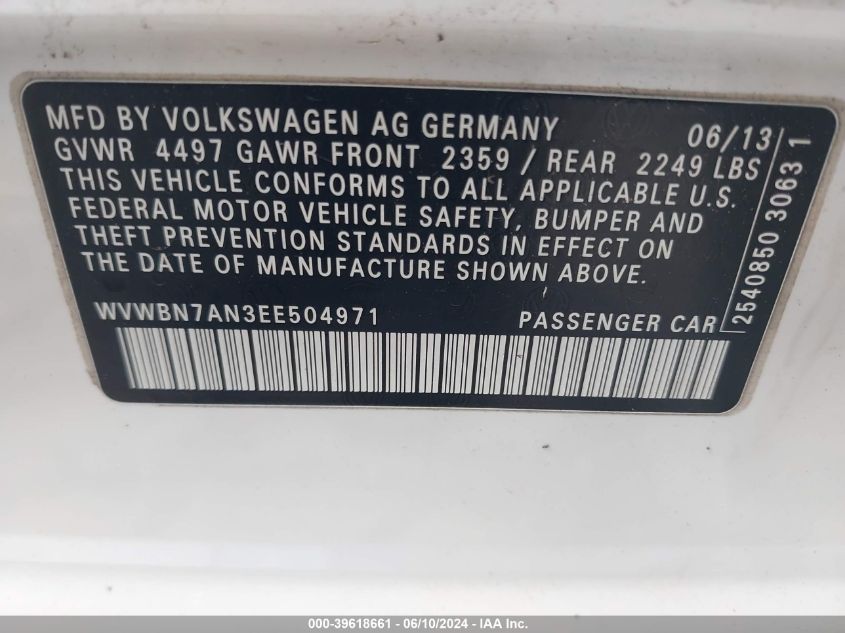 MFD BY VOLKSWAGEN AG GERMANY 06/13
GVWR 4497 GAWR FRONT 2359 / REAR 2249 LBS
THIS VEHICLE CONFORMS TO ALL APPLICABLE U.S.
FEDERAL MOTOR VEHICLE SAFETY, BUMPER AND
THEFT PREVENTION STANDARDS IN EFFECT ON
THE DATE OF MANUFACTURE SHOWN ABOVE.
WVWBN7AN3EE504971 PASSENGER CAR
2540850 3063 1
000-39618661 - 06/10/2024 - IAA Inc.